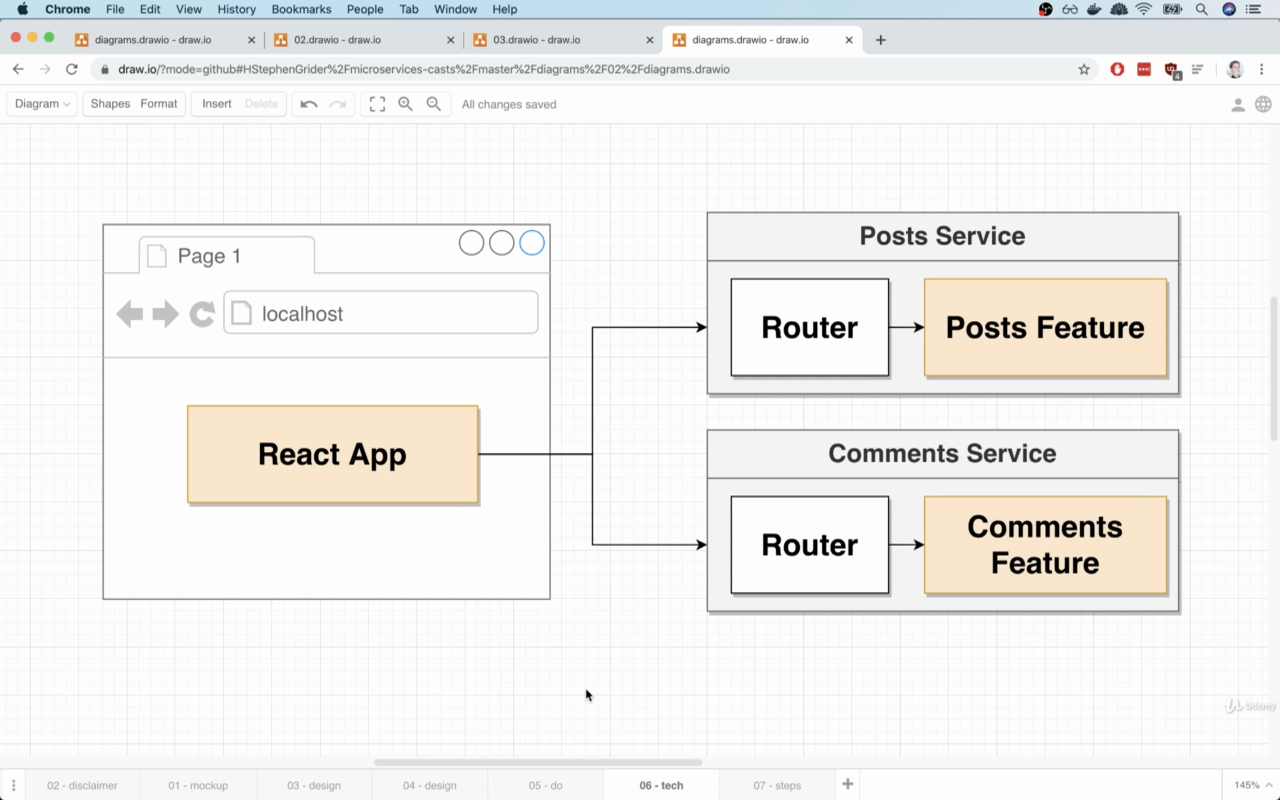 Chrome File Edit View History Bookmarks People Tab Window Help
diagrams.drawio - draw.io
02.drawio - draw.io
03.drawio - draw.io
diagrams.drawio - draw.io
draw.io/?mode=github#HStephenGrider%2Fmicroservices-casts%2Fmaster%2Fdiagrams%2F02%2Fdiagrams.drawio
4
Diagram Shapes Format Insert Delete All changes saved
Page 1
localhost
React App
Posts Service
Router
Posts Feature
Comments Service
Router
Comments
Feature
Udemy
02 - disclaimer 01 - mockup 03 - design 04 - design 05 - do 06 - tech 07 - steps 145%